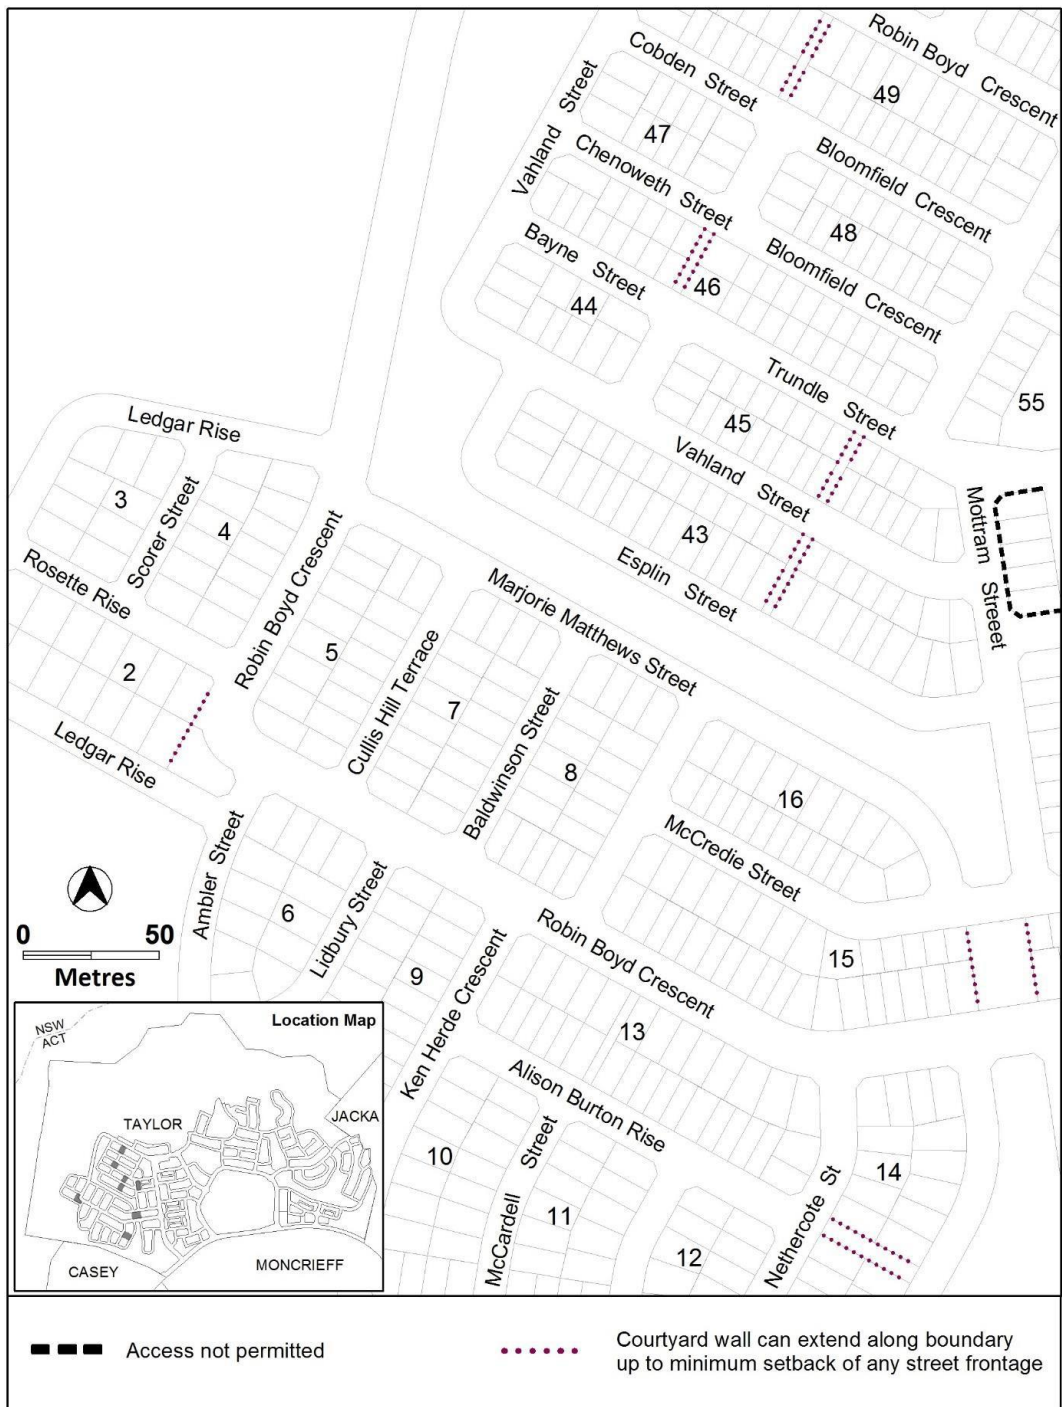 Robin Boyd Crescent
Cobden Street
49
Vahland Street
47
Chenoweth Street
Bloomfield Crescent
48
Bayne Street
46
Bloomfield Crescent
44
Trundle Street
55
Ledgar Rise
45
Vahland Street
3
Scorer Street
4
Mottram Streeet
43
Esplin Street
Rosette Rise
Robin Boyd Crescent
Marjorie Matthews Street
5
2
Cullis Hill Terrace
7
Baldwinson Street
8
Ledgar Rise
16
McCredie Street
Ambler Street
6
Lidbury Street
0 50
Metres
9
Ken Herde Crescent
Robin Boyd Crescent
15
13
Alison Burton Rise
10
McCardell Street
11
12
Nethercote St
14
Location Map
NSW
ACT
TAYLOR
JACKA
CASEY
MONCRIEFF
Access not permitted
Courtyard wall can extend along boundary
up to minimum setback of any street frontage